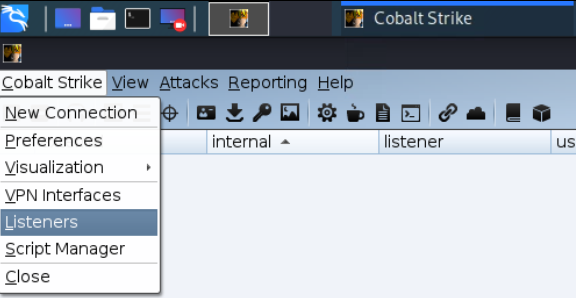 Cobalt Strike
Cobalt Strike View Attacks Reporting Help
New Connection
Preferences
Visualization
VPN Interfaces
Listeners
Script Manager
Close
internal listener us